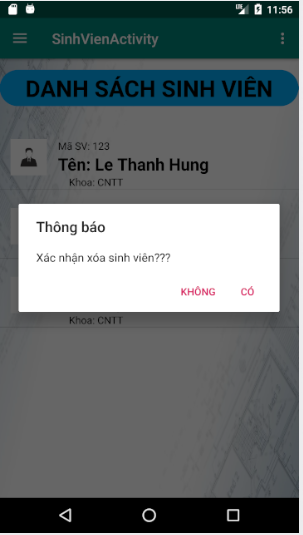 11:56
SinhVienActivity
DANH SÁCH SINH VIÊN
Mã SV: 123
Tên: Le Thanh Hung
Khoa: CNTT
Thông báo
Xác nhận xóa sinh viên???
KHÔNG CÓ
Khoa: CNTT